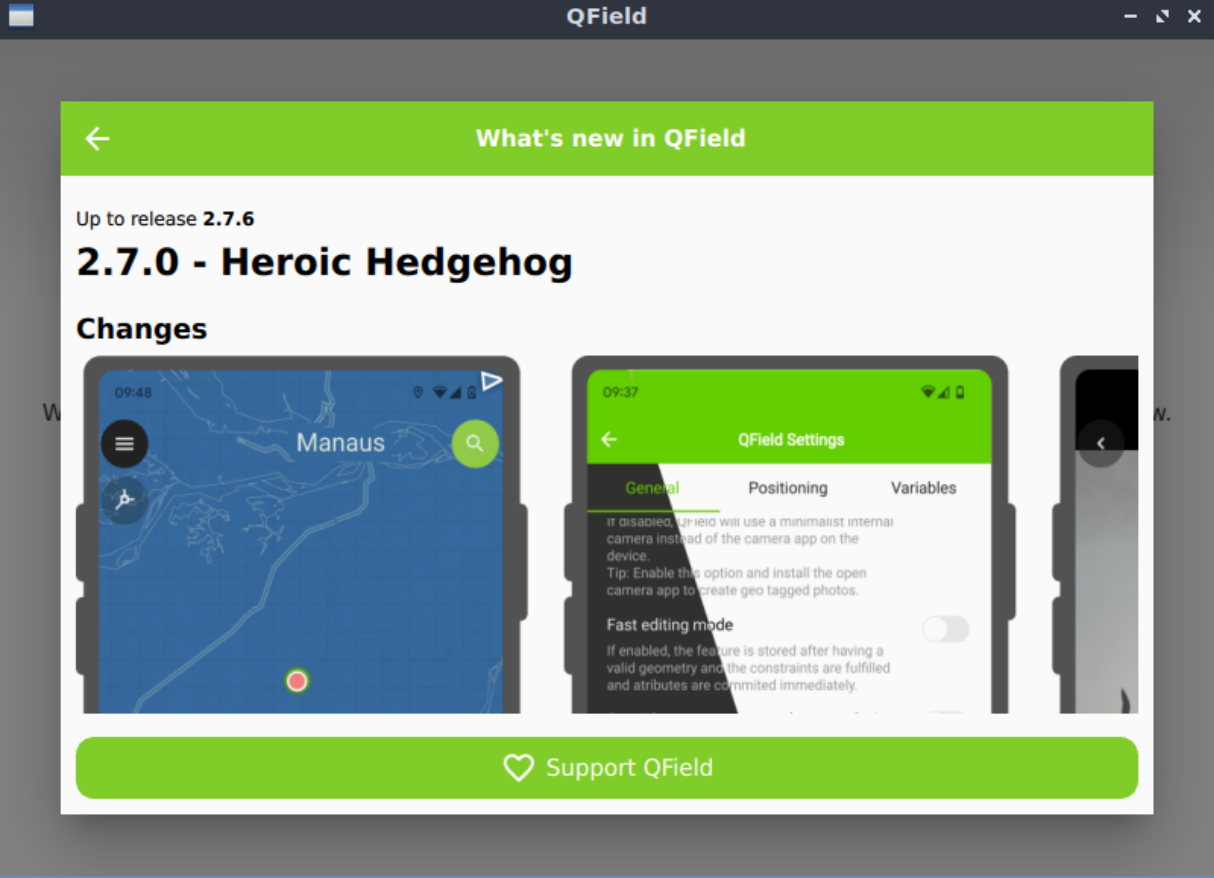 QField
What's new in QField
Up to release 2.7.6
2.7.0 - Heroic Hedgehog
Changes
09:48
Manaus
09:37
QField Settings
General
Positioning
Variables
If disabled, QField will use a minimalist internal
camera instead of the camera app on the
device.
Tip: Enable this option and install the open
camera app to create geo tagged photos.
Fast editing mode
If enabled, the feature is stored after having a
valid geometry and the constraints are fulfilled
and atributes are commited immediately.
W
w.
Support QField